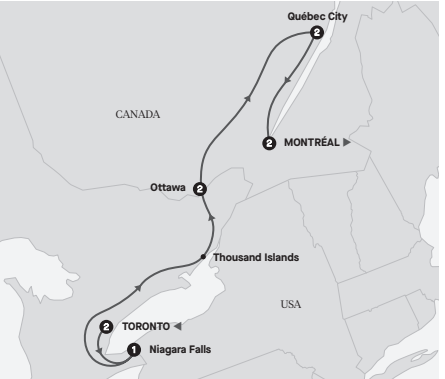 Québec City
2
CANADA
2 MONTRÉAL
Ottawa 2
Thousand Islands
USA
2 TORONTO
1 Niagara Falls